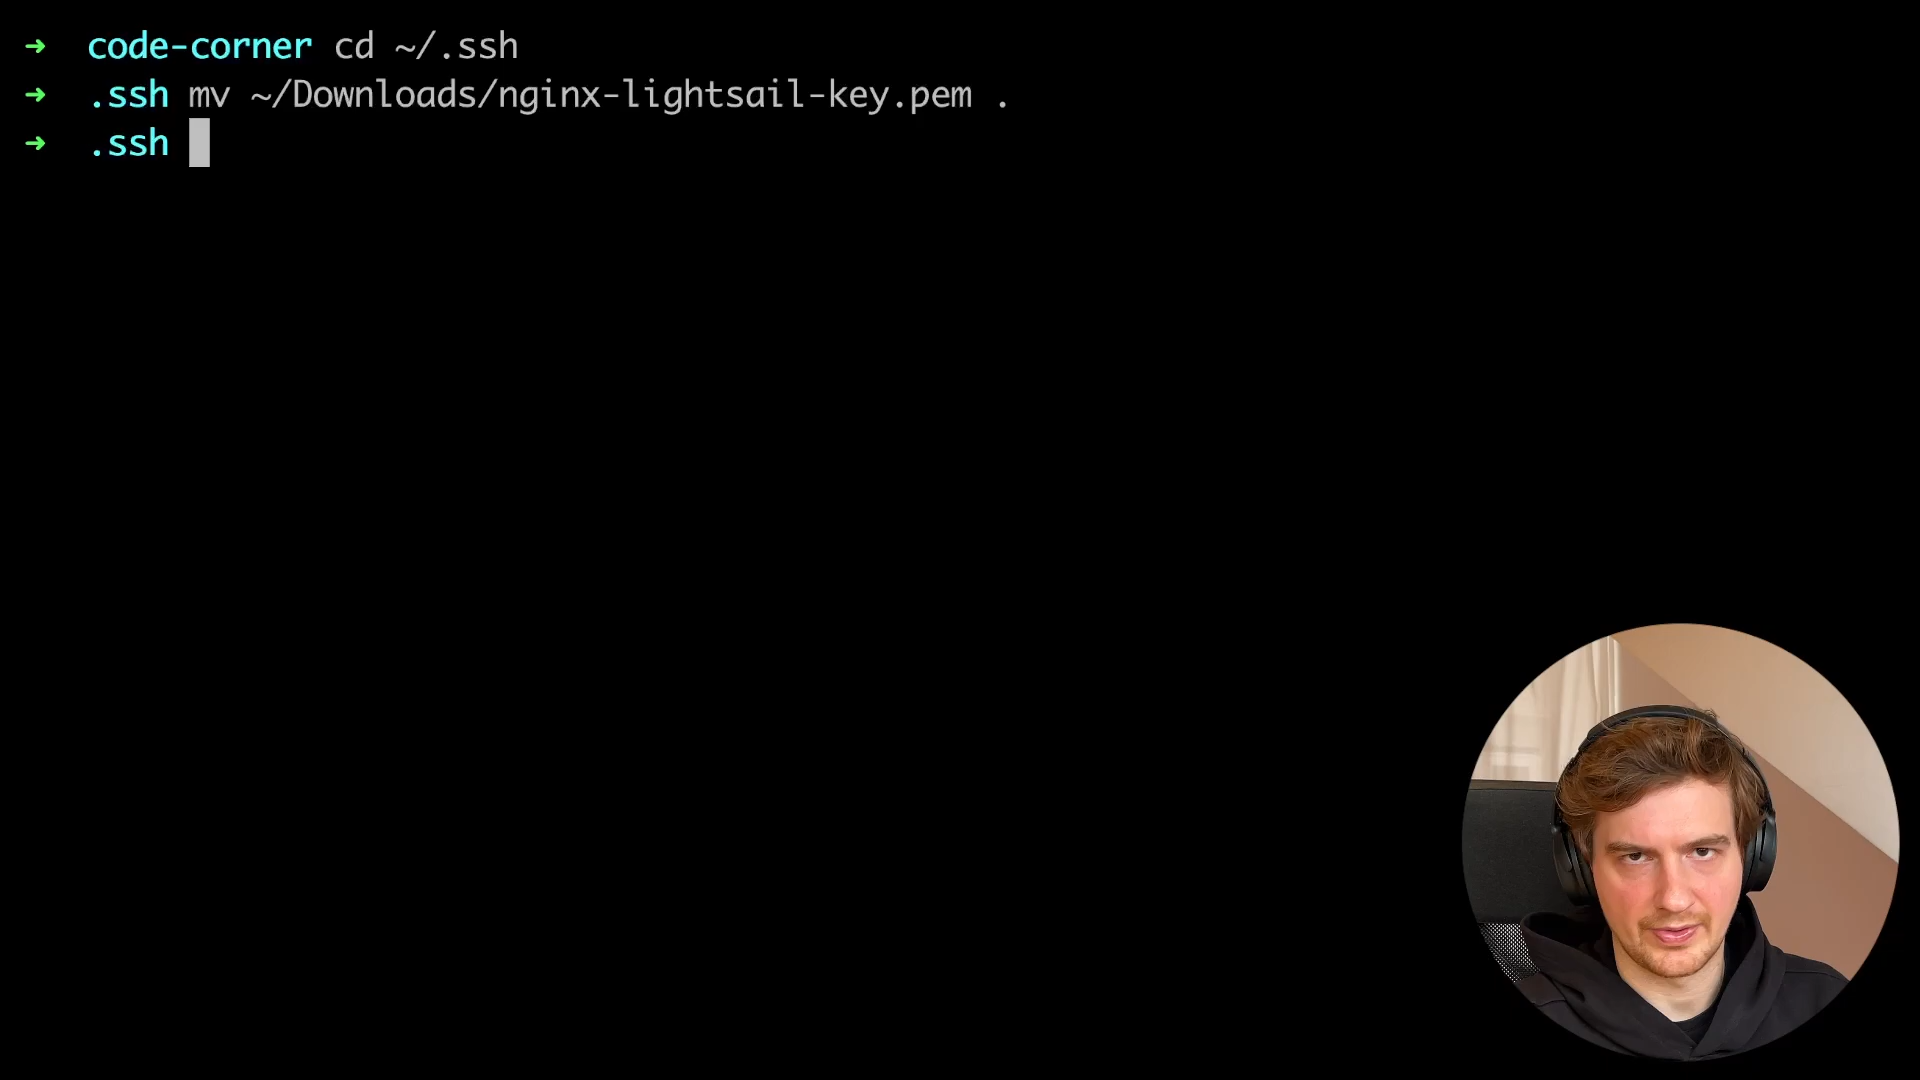 ➜ code-corner cd ~/.ssh
➜ .ssh mv ~/Downloads/nginx-lightsail-key.pem .
➜ .ssh